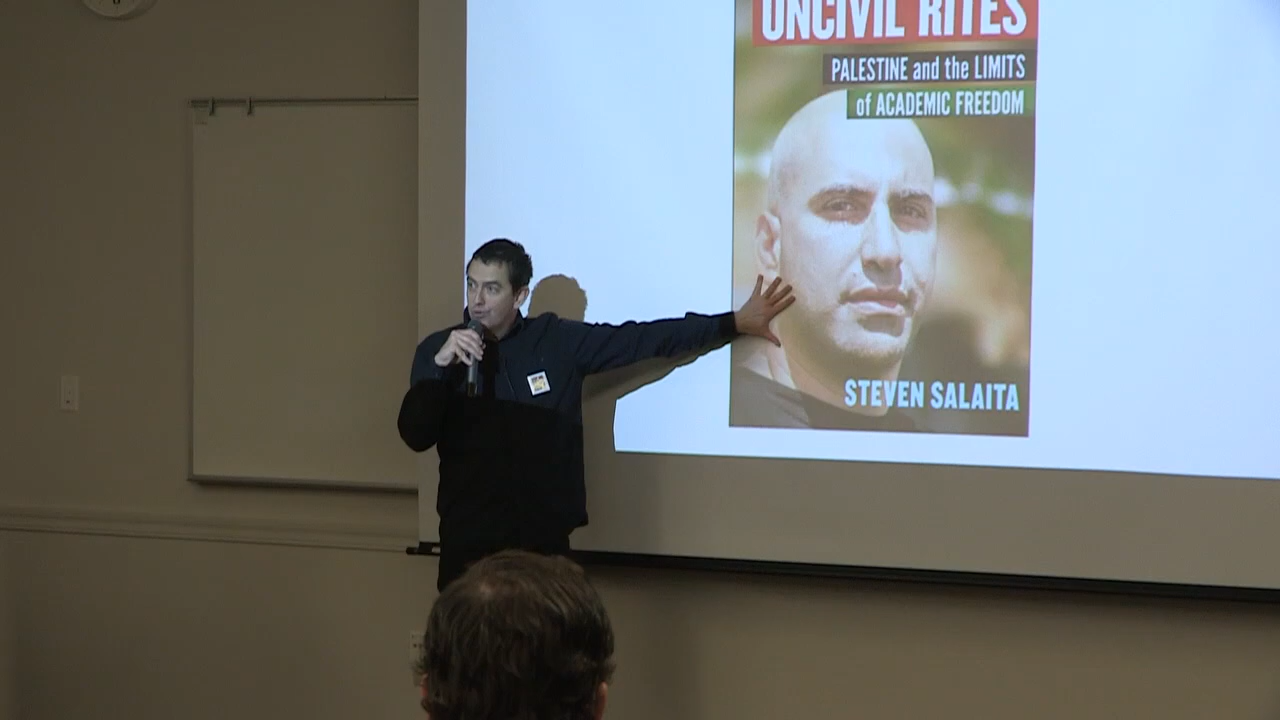 UNCIVIL RITES
PALESTINE and the LIMITS
of ACADEMIC FREEDOM
STEVEN SALAITA